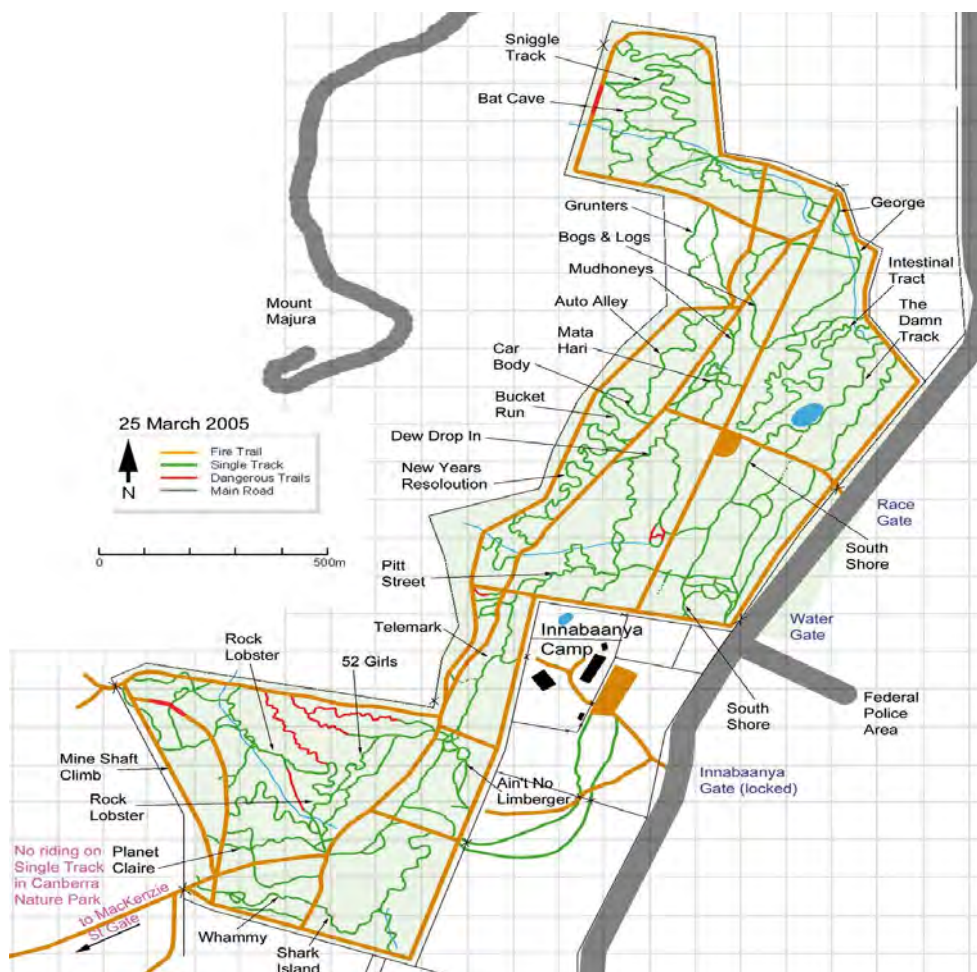 Sniggle
Track
Bat Cave
Grunters
George
Bogs & Logs
Mudhoneys
Intestinal
Tract
Auto Alley
The
Damn
Track
Mount
Majura
Mata
Hari
Car
Body
Bucket
Run
25 March 2005
Fire Trail
Single Track
Dangerous Trails
Main Road
N
Dew Drop In
New Years
Resoloution
0
500m
Race
Gate
South
Shore
Pitt
Street
Water
Gate
Innabaanya
Camp
Telemark
Rock
Lobster
52 Girls
South
Shore
Federal
Police
Area
Mine Shaft
Climb
Ain't No
Limberger
Innabaanya
Gate (locked)
Rock
Lobster
No riding on
Single Track
in Canberra
Nature Park
Planet
Claire
to MacKenzie
St Gate
Whammy
Shark
Island